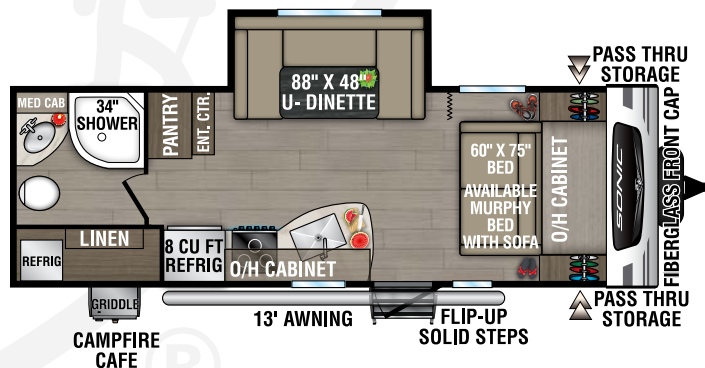 PASS THRU
STORAGE
MED CAB
34"
SHOWER
PANTRY
ENT. CTR.
88" X 48"
U- DINETTE
60" X 75"
BED
AVAILABLE
MURPHY
BED
WITH SOFA
O/H CABINET
SONIC
FIBERGLASS FRONT CAP
LINEN
REFRIG
8 CU FT
REFRIG
O/H CABINET
GRIDDLE
CAMPFIRE
CAFE
13' AWNING
FLIP-UP
SOLID STEPS
PASS THRU
STORAGE
®